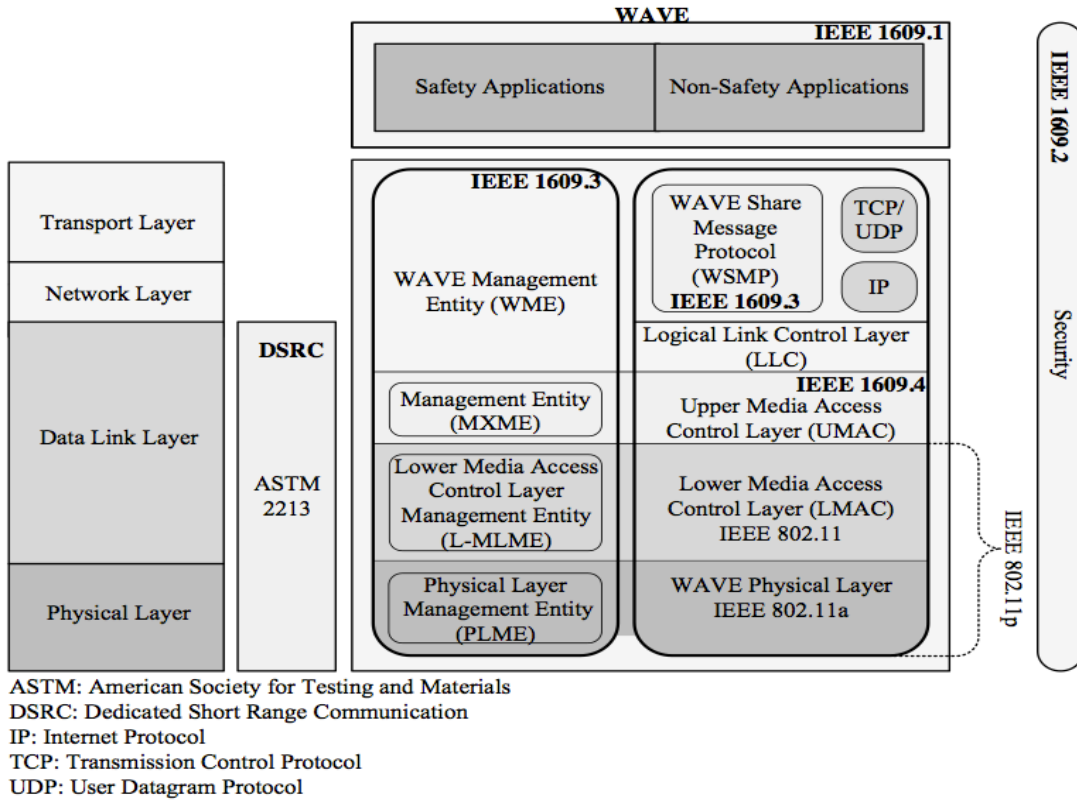 WAVE
IEEE 1609.1
Safety Applications
Non-Safety Applications
IEEE 1609.2
Security
Transport Layer
Network Layer
Data Link Layer
Physical Layer
DSRC
ASTM
2213
IEEE 1609.3
WAVE Management
Entity (WME)
Management Entity
(MXME)
Lower Media Access
Control Layer
Management Entity
(L-MLME)
Physical Layer
Management Entity
(PLME)
WAVE Share
Message
Protocol
(WSMP)
IEEE 1609.3
TCP/
UDP
IP
Logical Link Control Layer
(LLC)
IEEE 1609.4
Upper Media Access
Control Layer (UMAC)
Lower Media Access
Control Layer (LMAC)
IEEE 802.11
WAVE Physical Layer
IEEE 802.11a
IEEE 802.11p
ASTM: American Society for Testing and Materials
DSRC: Dedicated Short Range Communication
IP: Internet Protocol
TCP: Transmission Control Protocol
UDP: User Datagram Protocol